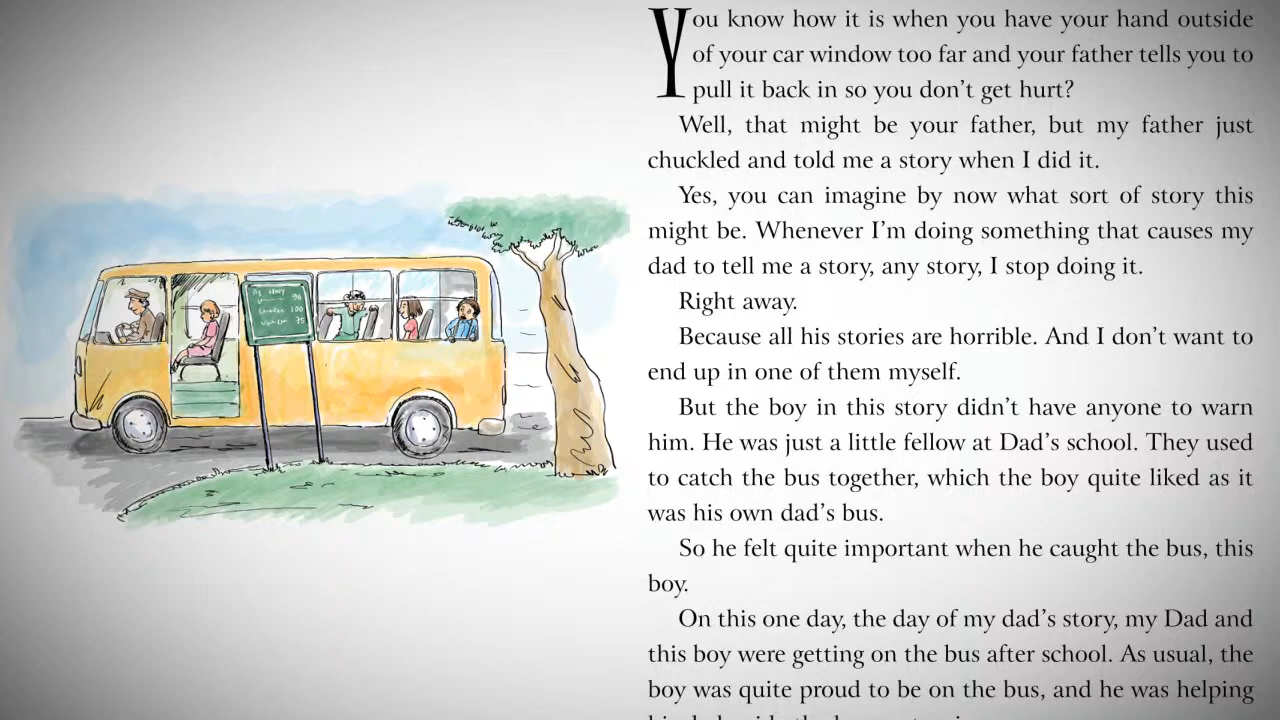 You know how it is when you have your hand outside
of your car window too far and your father tells you to
pull it back in so you don’t get hurt?
Well, that might be your father, but my father just
chuckled and told me a story when I did it.
Yes, you can imagine by now what sort of story this
might be. Whenever I’m doing something that causes my
dad to tell me a story, any story, I stop doing it.
Right away.
Because all his stories are horrible. And I don’t want to
end up in one of them myself.
But the boy in this story didn’t have anyone to warn
him. He was just a little fellow at Dad’s school. They used
to catch the bus together, which the boy quite liked as it
was his own dad’s bus.
So he felt quite important when he caught the bus, this
boy.
On this one day, the day of my dad’s story, my Dad and
this boy were getting on the bus after school. As usual, the
boy was quite proud to be on the bus, and he was helping
96
100
75